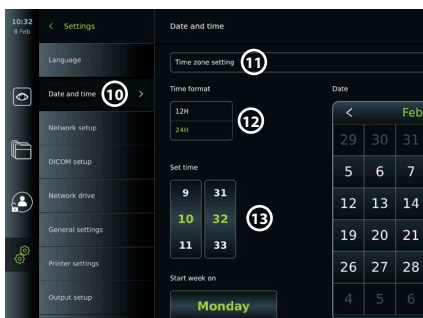 10:32
8 Feb
< Settings
Date and time
Language
Date and time
10
>
Network setup
DICOM setup
Network drive
General settings
Printer settings
Output setup
Time zone setting
11
Time format
12H
24H
12
Set time
9 31
10 32
11 33
13
Start week on
Monday
Date
< Feb
29 30 31
5 6 7
12 13 14
19 20 21
26 27 28
4 5 6